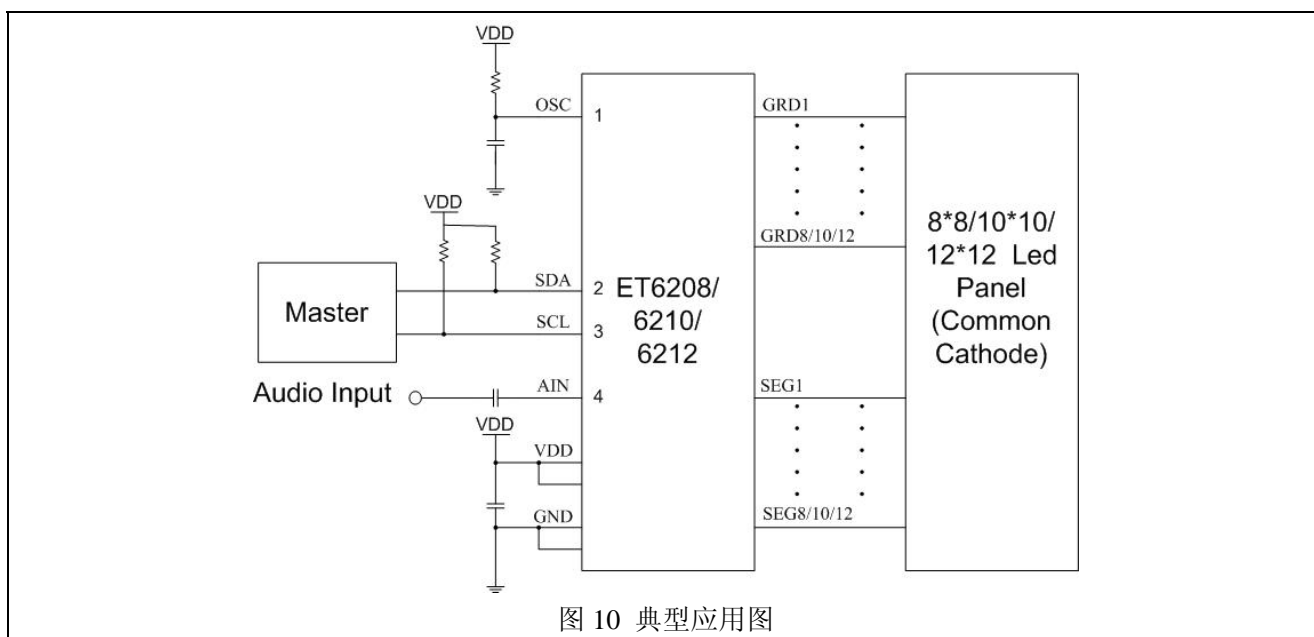 VDD
OSC
1
GRD1
GRD8/10/12
VDD
Master
SDA
2
SCL
3
ET6208/
6210/
6212
8*8/10*10/
12*12 Led
Panel
(Common
Cathode)
Audio Input
AIN
4
SEG1
VDD
VDD
GND
SEG8/10/12
图 10 典型应用图